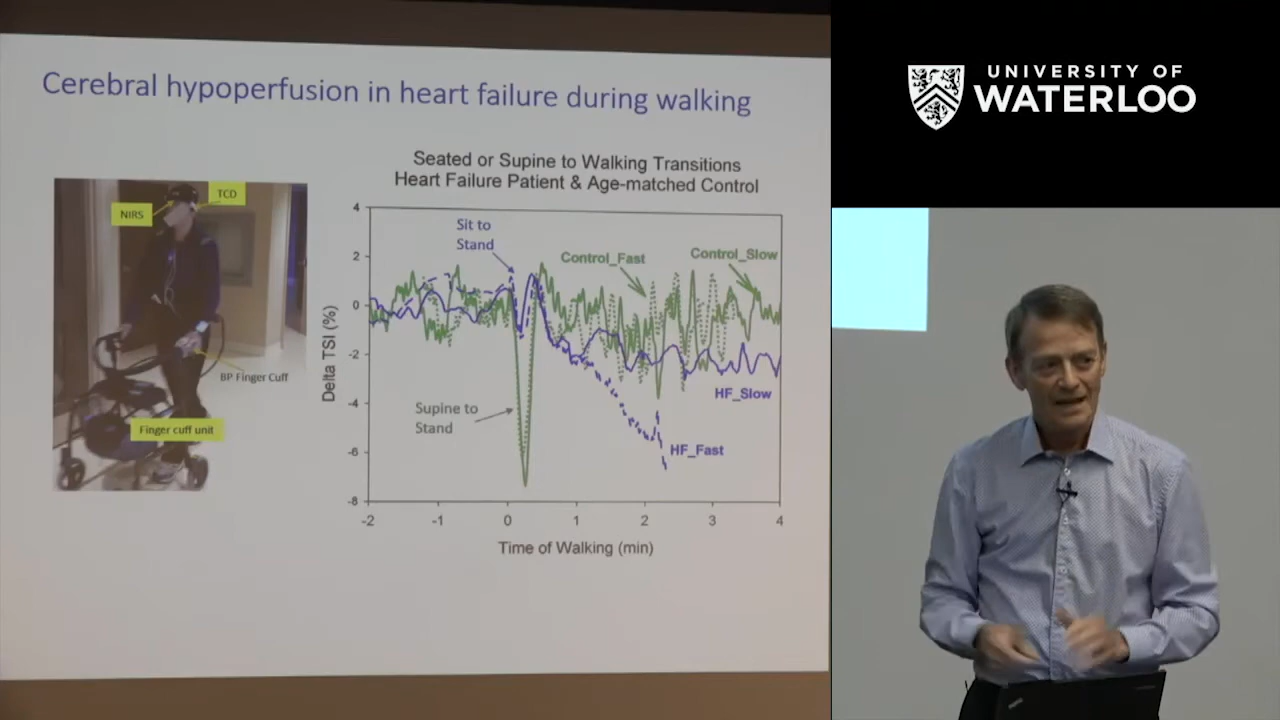 Cerebral hypoperfusion in heart failure during walking
NIRS
TCD
BP Finger Cuff
Finger cuff unit
Seated or Supine to Walking Transitions
Heart Failure Patient & Age-matched Control
Delta TSI (%)
4
2
0
-2
-4
-6
-8
Sit to
Stand
Control_Fast
Control_Slow
Supine to
Stand
HF_Slow
HF_Fast
-2
-1
0
1
2
3
4
Time of Walking (min)
UNIVERSITY OF
WATERLOO